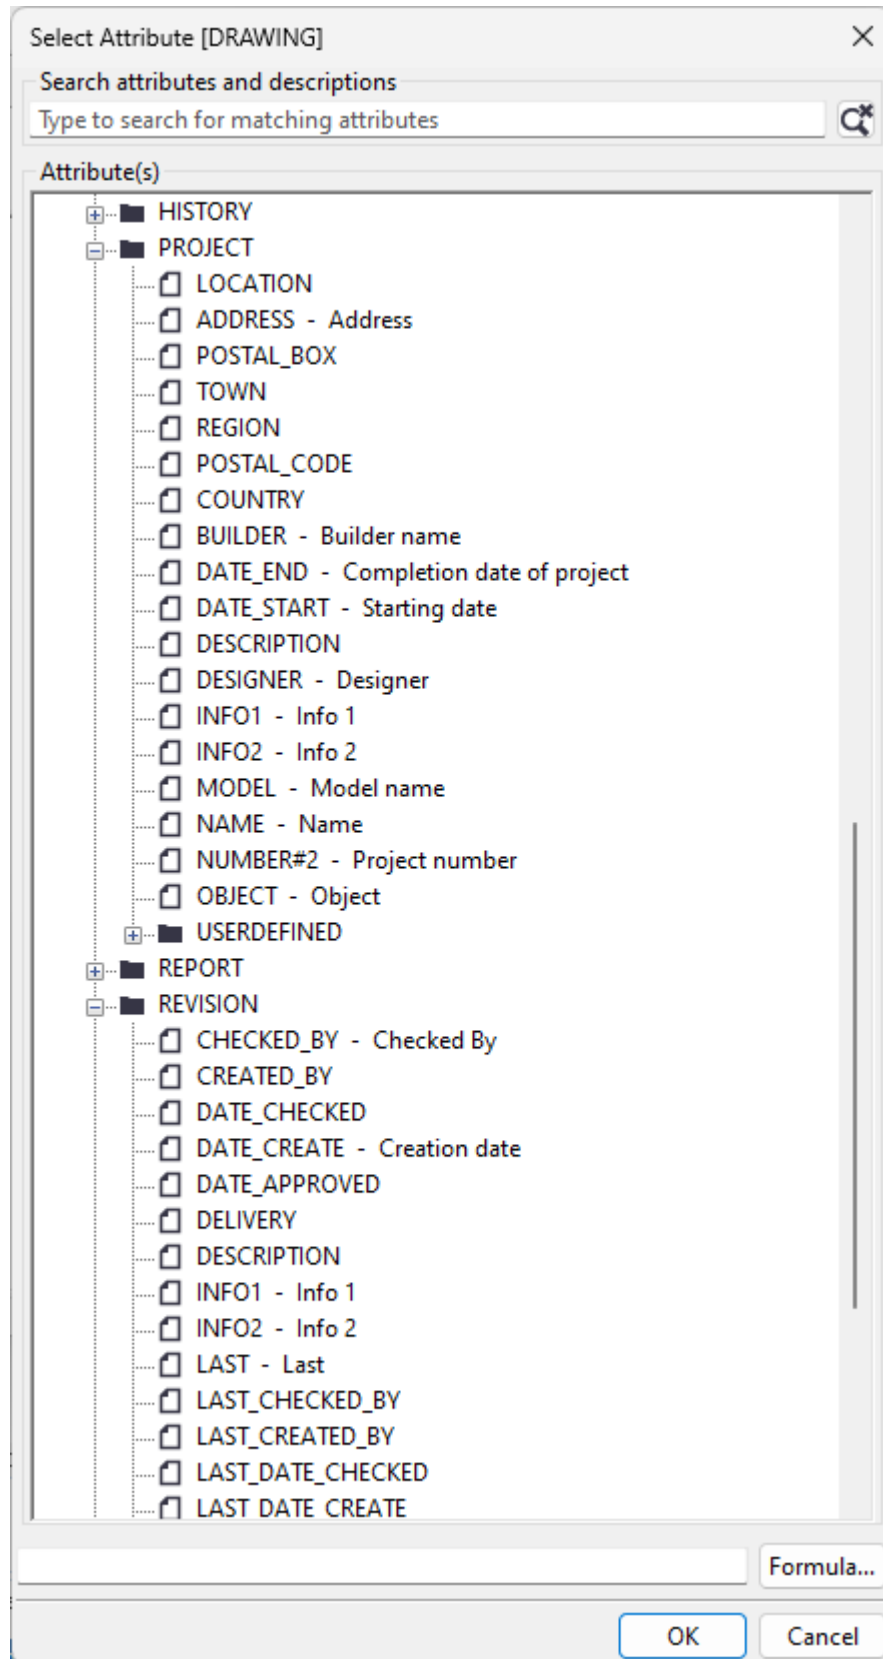 Select Attribute [DRAWING]
Search attributes and descriptions
Type to search for matching attributes
Attribute(s)
HISTORY
PROJECT
LOCATION
ADDRESS - Address
POSTAL_BOX
TOWN
REGION
POSTAL_CODE
COUNTRY
BUILDER - Builder name
DATE_END - Completion date of project
DATE_START - Starting date
DESCRIPTION
DESIGNER - Designer
INFO1 - Info 1
INFO2 - Info 2
MODEL - Model name
NAME - Name
NUMBER#2 - Project number
OBJECT - Object
USERDEFINED
REPORT
REVISION
CHECKED_BY - Checked By
CREATED_BY
DATE_CHECKED
DATE_CREATE - Creation date
DATE_APPROVED
DELIVERY
DESCRIPTION
INFO1 - Info 1
INFO2 - Info 2
LAST - Last
LAST_CHECKED_BY
LAST_CREATED_BY
LAST_DATE_CHECKED
LAST_DATE_CREATE
Formula...
OK Cancel